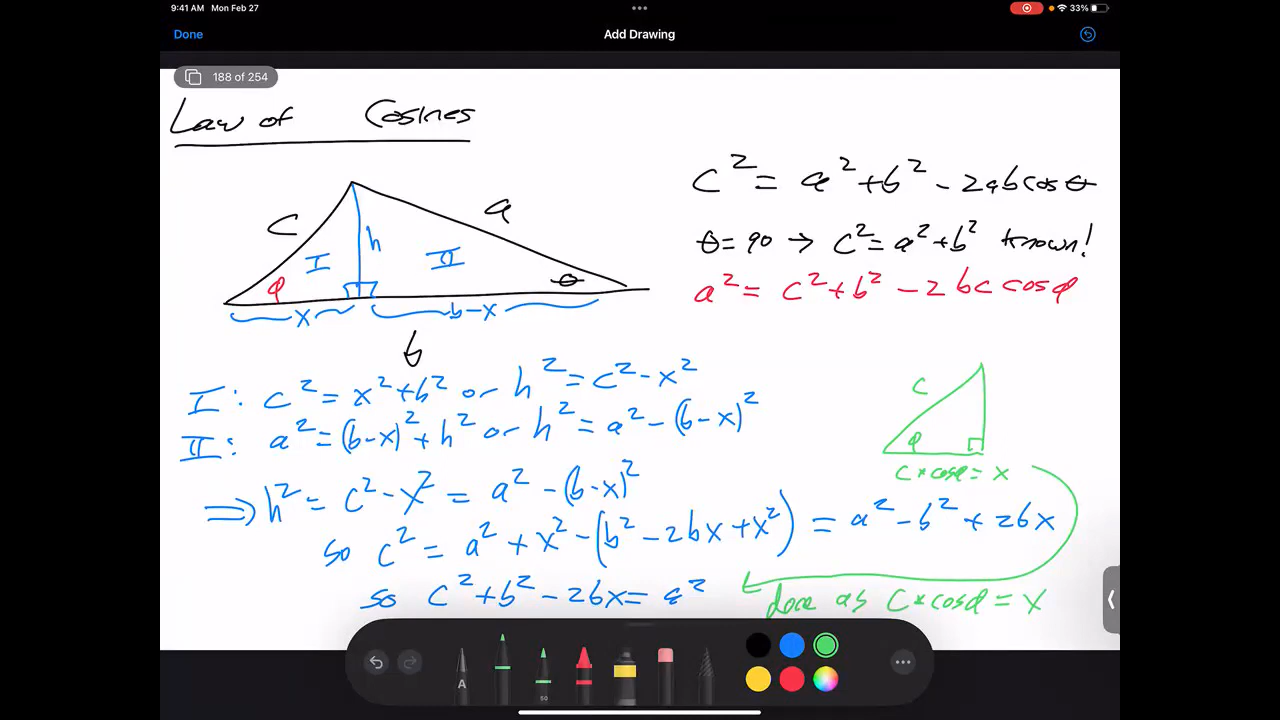 9:41 AM Mon Feb 27
33%
Done
Add Drawing
188 of 254
Law of Cosines
c² = a² + b² - 2ab cos θ
θ = 90 → c² = a² + b² known!
a² = c² + b² - 2bc cos φ
c
a
h
I
II
φ
θ
x
b-x
b
I: c² = x² + b² or h² = c² - x²
II: a² = (b-x)² + h² or h² = a² - (b-x)²
c
φ
c * cosφ = x
⇒ h² = c² - x² = a² - (b-x)²
so c² = a² + x² - (b² - 2bx + x²) = a² - b² + 2bx
so c² + b² - 2bx = a²
done as c * cosφ = x
A
50